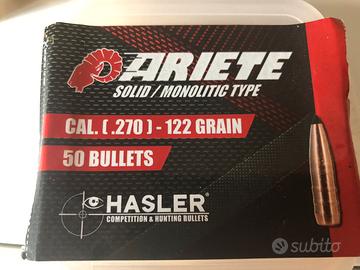 ARIETE
SOLID/MONOLITIC TYPE
CAL. (.270) - 122 GRAIN
50 BULLETS
HASLER®
COMPETITION & HUNTING BULLETS
subito